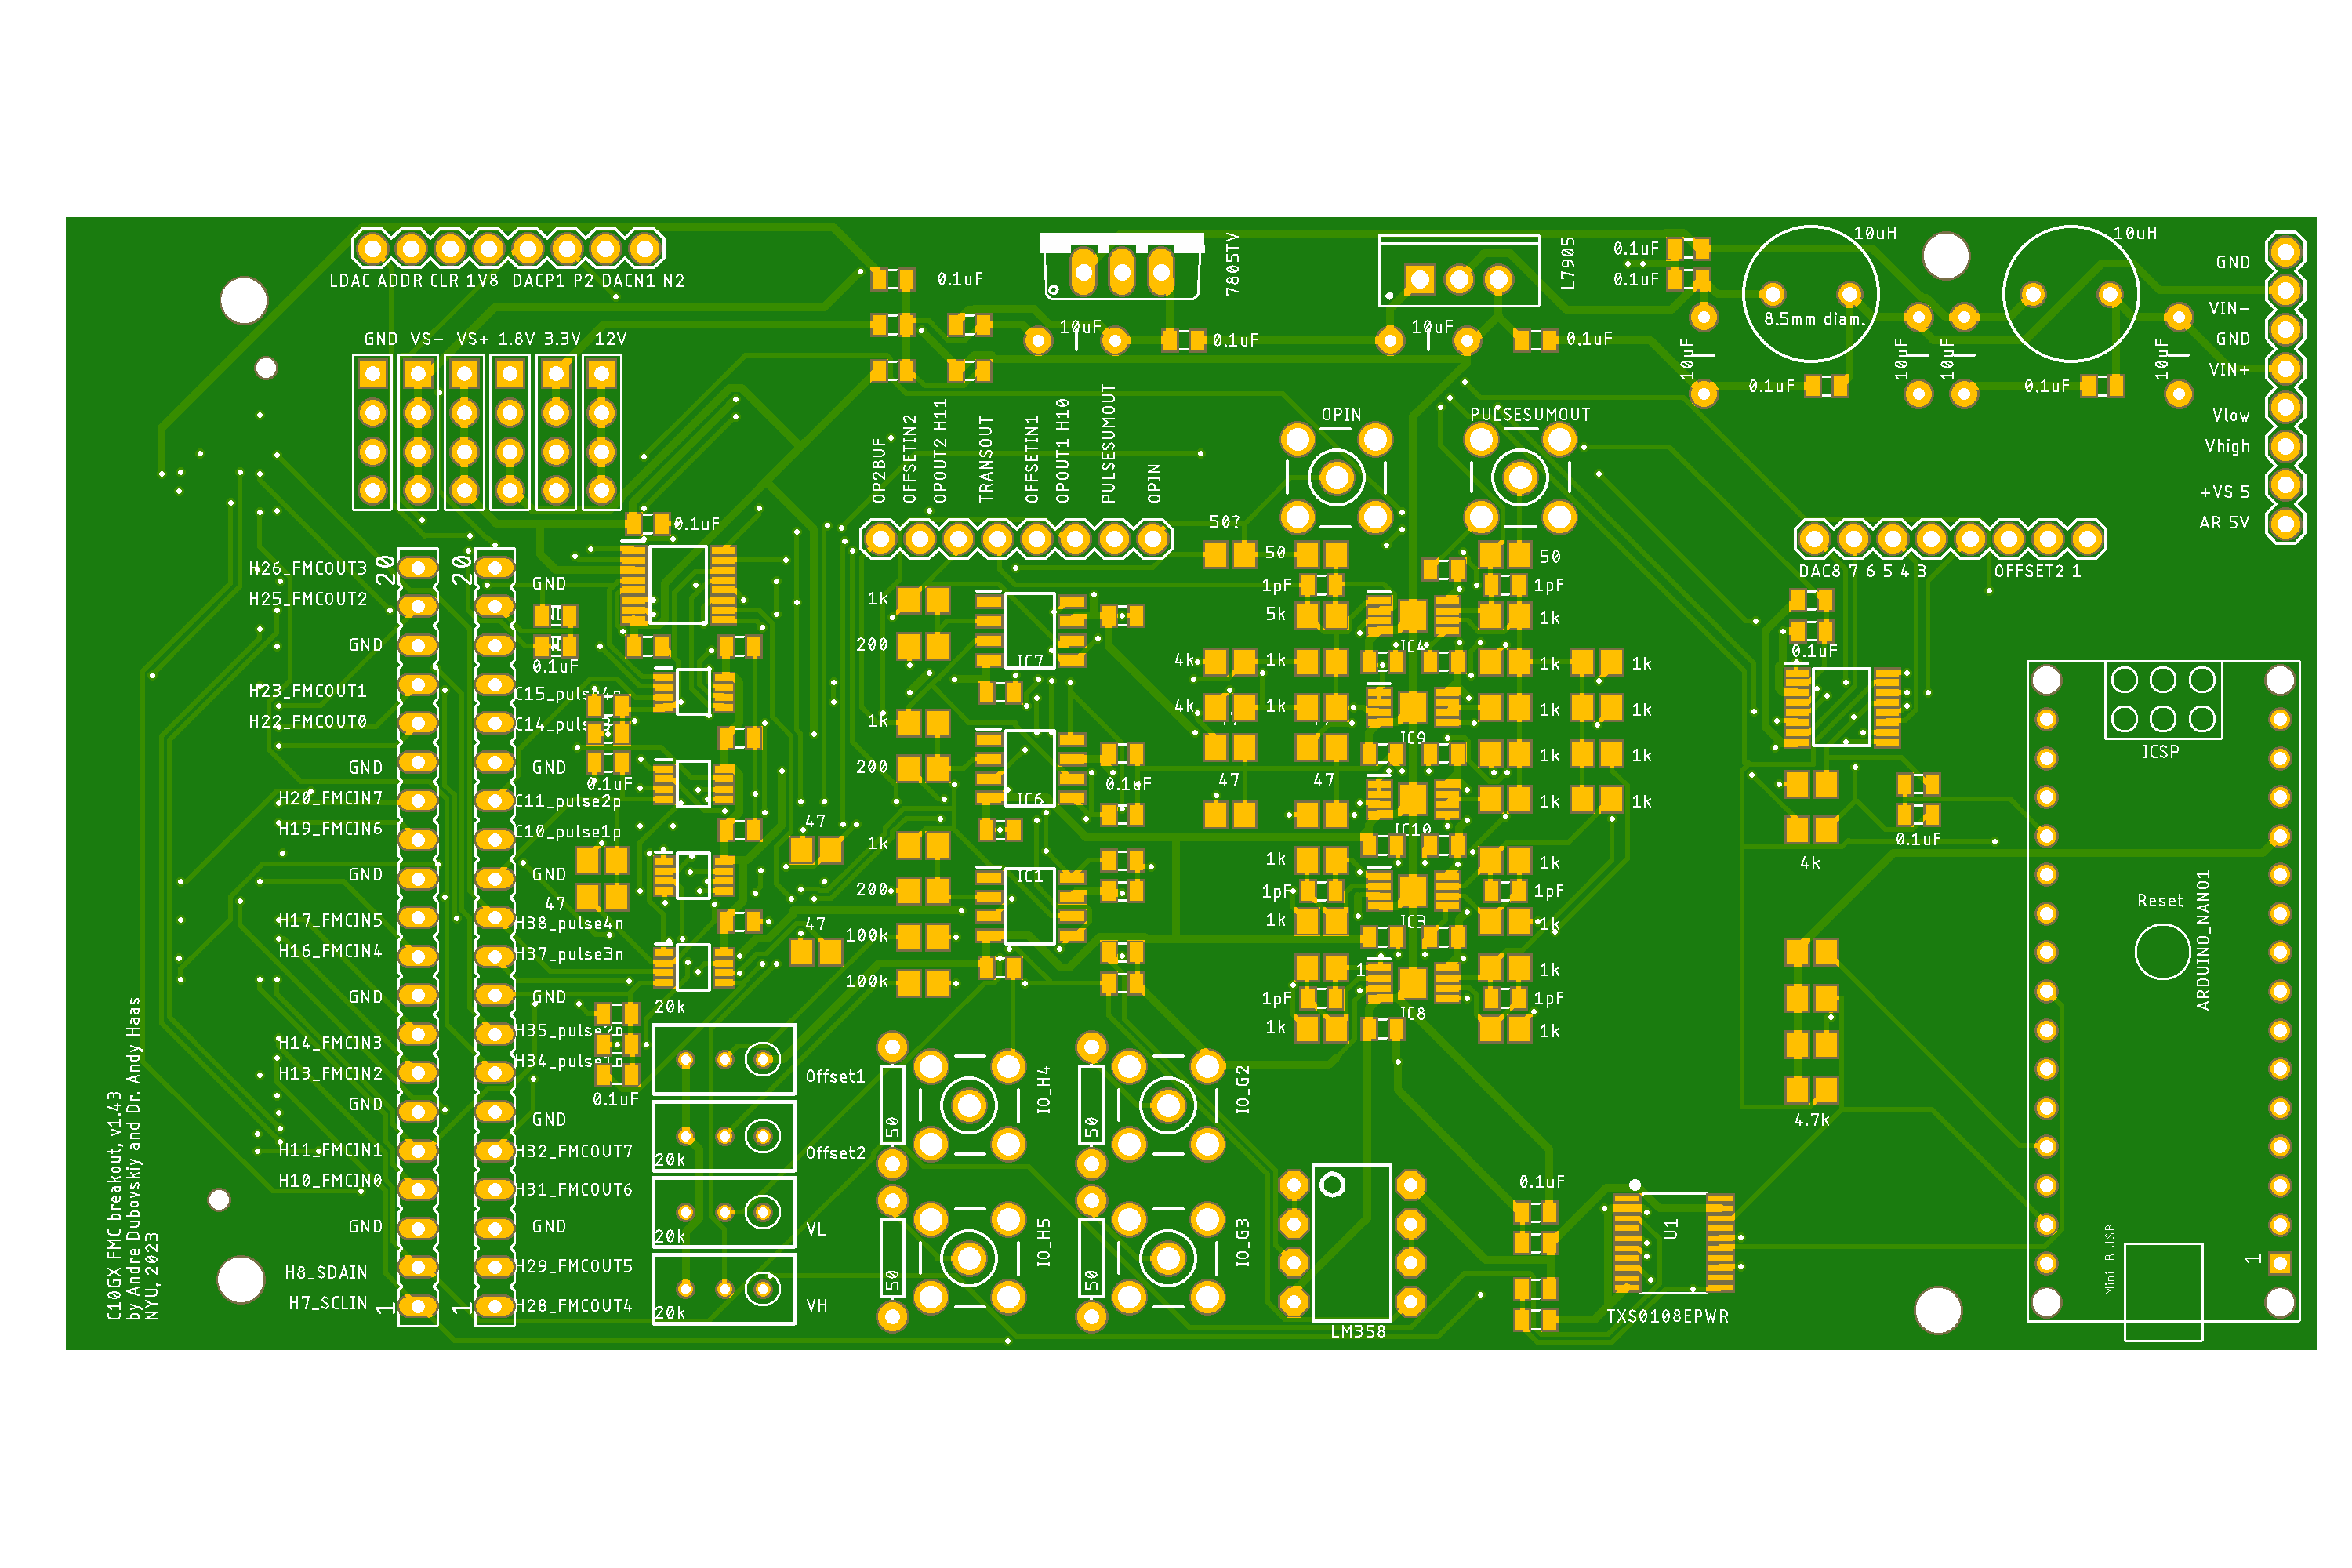 LDAC ADDR CLR 1V8 DACP1 P2 DACN1 N2
GND VS- VS+ 1.8V 3.3V 12V
0.1uF
7805TV
L7905
10uF
0.1uF
10uF
0.1uF
0.1uF
0.1uF
10uH
8.5mm diam.
10uH
10uF
0.1uF
10uF
10uF
0.1uF
10uF
GND
VIN-
GND
VIN+
Vlow
Vhigh
+VS 5
AR 5V
OP2BUF
OFFSETIN2
OPOUT2 H11
TRANSOUT
OFFSETIN1
OPOUT1 H10
PULSESUMOUT
OPIN
OPIN
PULSESUMOUT
DAC8 7 6 5 4 3
OFFSET2 1
20
20
H26_FMCOUT3
H25_FMCOUT2
GND
H23_FMCOUT1
H22_FMCOUT0
GND
H20_FMCIN7
H19_FMCIN6
GND
H17_FMCIN5
H16_FMCIN4
GND
H14_FMCIN3
H13_FMCIN2
GND
H11_FMCIN1
H10_FMCIN0
GND
H8_SDAIN
H7_SCLIN
1
1
GND
0.1uF
0.1uF
C15_pulse4p
C14_pulse3
GND
0.1uF
C11_pulse2p
C10_pulse1p
GND
47
H38_pulse4n
H37_pulse3n
GND
H35_pulse2n
H34_pulse1n
0.1uF
GND
H32_FMCOUT7
H31_FMCOUT6
GND
H29_FMCOUT5
H28_FMCOUT4
47
47
20k
Offset1
20k
Offset2
20k
VL
20k
VH
1k
200
1k
200
1k
200
100k
100k
IC7
IC6
IC1
0.1uF
50?
50
50
1pF
5k
1pF
1k
IC4
4k
1k
1k
1k
4k
1k
1k
1k
IC9
47
47
1k
1k
1k
1k
IC10
1k
1k
1pF
1pF
1k
1k
IC3
1
1k
1pF
1pF
1k
1k
IC8
50
IO_H4
50
IO_G2
50
IO_H5
50
IO_G3
LM358
0.1uF
U1
TXS0108EPWR
0.1uF
4k
0.1uF
4.7k
ICSP
Reset
ARDUINO_NANO1
Mini-B USB
1
C10GX FMC breakout, v1.43
by Andre Dubovskiy and Dr. Andy Haas
NYU, 2023